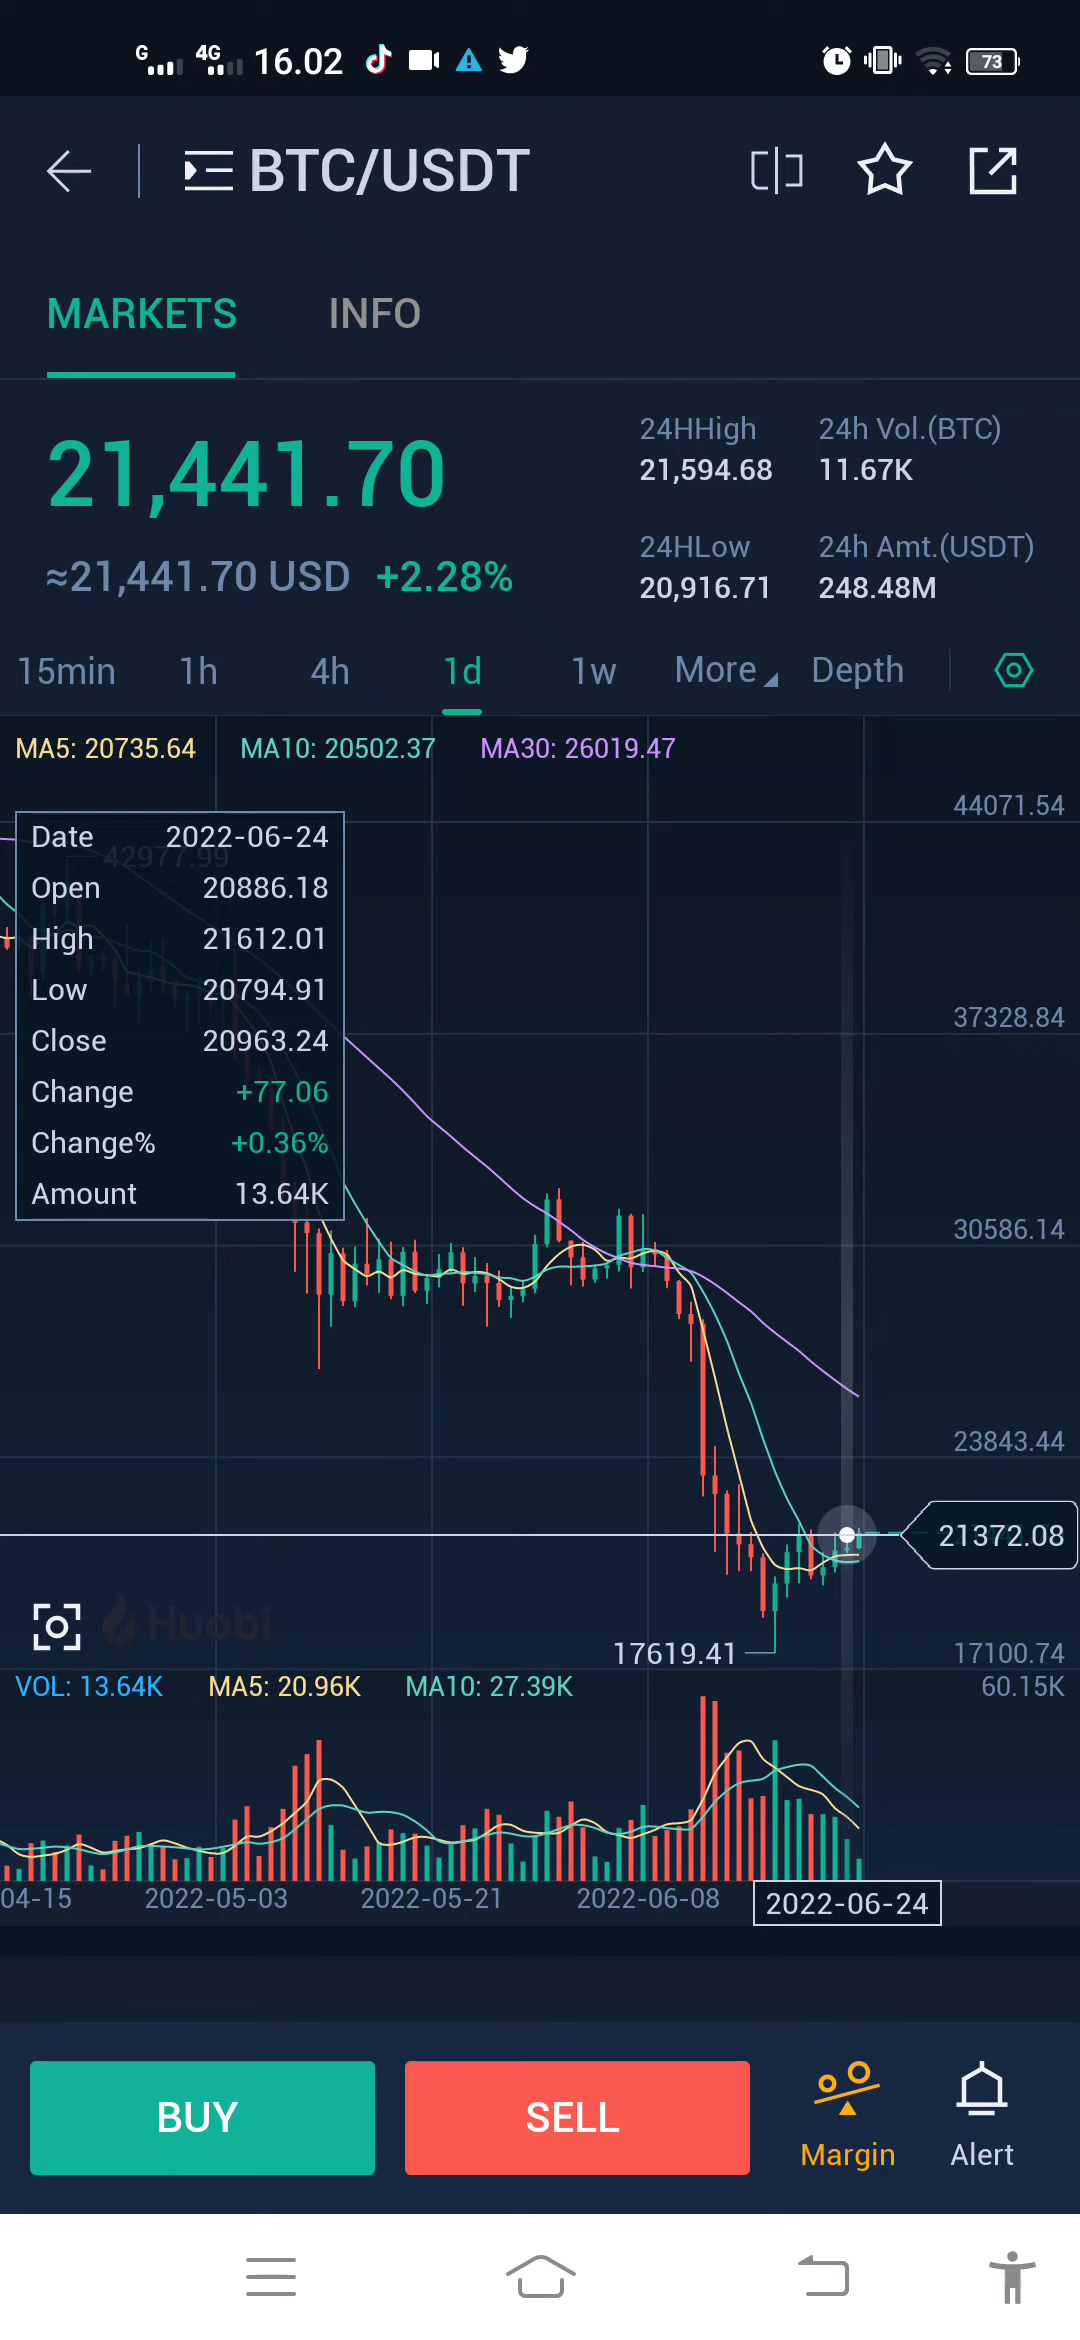 G 4G 16.02 73
BTC/USDT
MARKETS INFO
21,441.70
≈21,441.70 USD +2.28%
24HHigh 24h Vol.(BTC)
21,594.68 11.67K
24HLow 24h Amt.(USDT)
20,916.71 248.48M
15min 1h 4h 1d 1w More Depth
MA5: 20735.64 MA10: 20502.37 MA30: 26019.47
44071.54
Date 2022-06-24
42977.99
Open 20886.18
High 21612.01
Low 20794.91
Close 20963.24
Change +77.06
Change% +0.36%
Amount 13.64K
37328.84
30586.14
23843.44
21372.08
Huobi
17619.41
17100.74
VOL: 13.64K MA5: 20.96K MA10: 27.39K 60.15K
04-15 2022-05-03 2022-05-21 2022-06-08 2022-06-24
BUY SELL Margin Alert